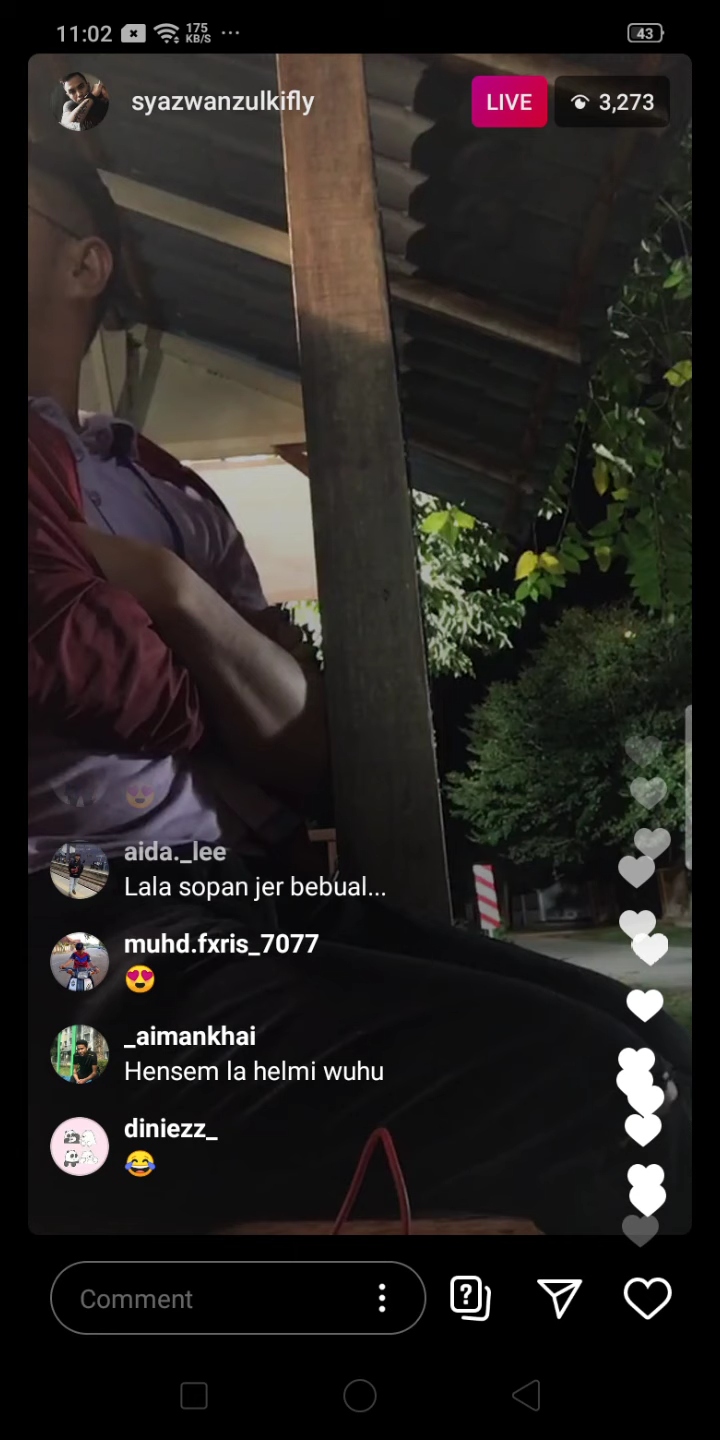 11:02 175 KB/S ... 43
syazwanzulkifly LIVE 3,273
😍
aida._lee
Lala sopan jer bebual...
muhd.fxris_7077
😍
_aimankhai
Hensem la helmi wuhu
diniezz_
😂
Comment